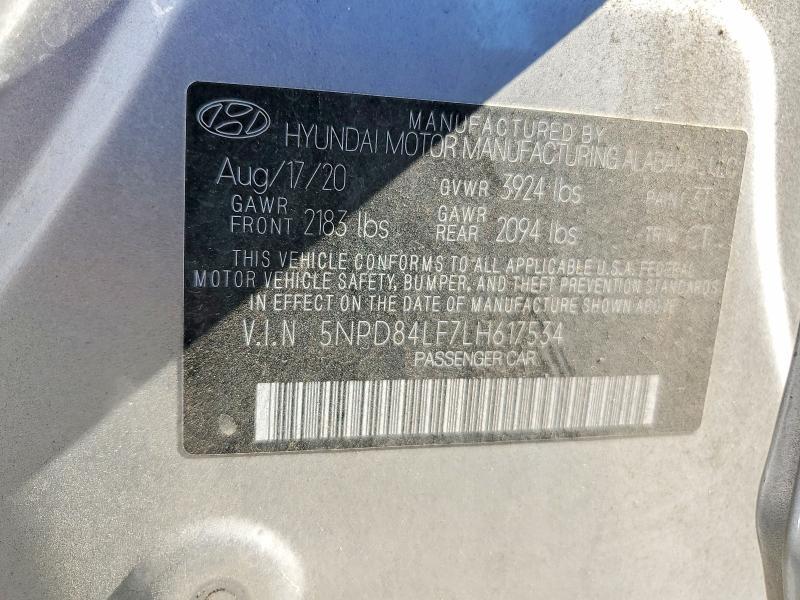 MANUFACTURED BY
HYUNDAI MOTOR MANUFACTURING ALABAMA, LLC
Aug/17/20 GVWR 3924 lbs
GAWR FRONT 2183 lbs GAWR REAR 2094 lbs
THIS VEHICLE CONFORMS TO ALL APPLICABLE U.S.A. FEDERAL
MOTOR VEHICLE SAFETY, BUMPER, AND THEFT PREVENTION STANDARDS
IN EFFECT ON THE DATE OF MANUFACTURE SHOWN ABOVE
V.I.N 5NPD84LF7LH617534
PASSENGER CAR